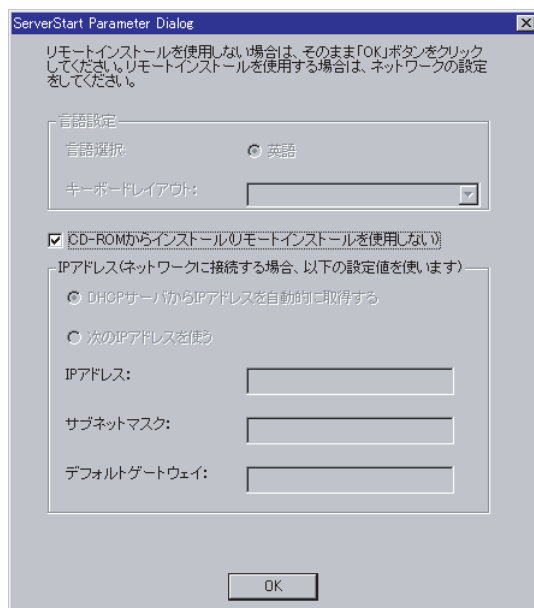 ServerStart Parameter Dialog
リモートインストールを使用しない場合は、そのまま「OK」ボタンをクリック
してください。リモートインストールを使用する場合は、ネットワークの設定
をしてください。
言語設定
言語選択:
英語
キーボードレイアウト:
CD-ROMからインストール(リモートインストールを使用しない)
IPアドレス(ネットワークに接続する場合、以下の設定値を使います)
DHCPサーバからIPアドレスを自動的に取得する
次のIPアドレスを使う
IPアドレス:
サブネットマスク:
デフォルトゲートウェイ:
OK